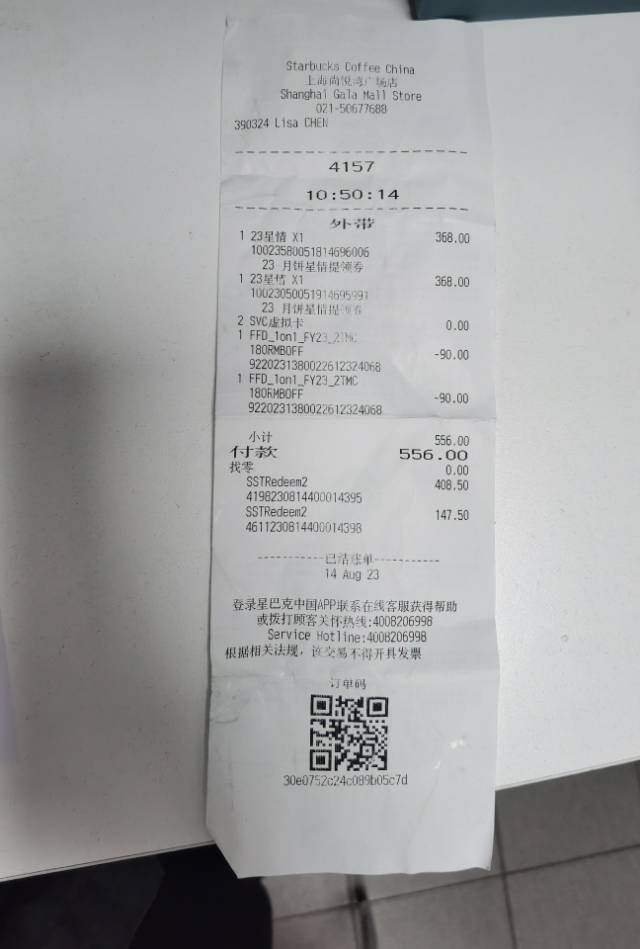 Starbucks Coffee China
上海尚悦湾广场店
Shanghai Gala Mall Store
021-50677688
390324 Lisa CHEN
4157
10:50:14
外带
1 23星情 X1 368.00
10023580051814696006
23 月饼星情提领券
1 23星情 X1 368.00
10023050051914695991
23 月饼星情提领券
2 SVC虚拟卡 0.00
1 FFD_1on1_FY23_2TMC
180RMBOFF -90.00
9220231380022612324068
1 FFD_1on1_FY23_2TMC
180RMBOFF -90.00
9220231380022612324068
小计 556.00
付款 556.00
找零 0.00
SSTRedeem2 408.50
4198230814400014395
SSTRedeem2 147.50
4611230814400014398
已结账单
14 Aug 23
登录星巴克中国APP联系在线客服获得帮助
或拨打顾客关怀热线:4008206998
Service Hotline:4008206998
根据相关法规，该交易不得开具发票
订单码
30e0752c24c089b05c7d